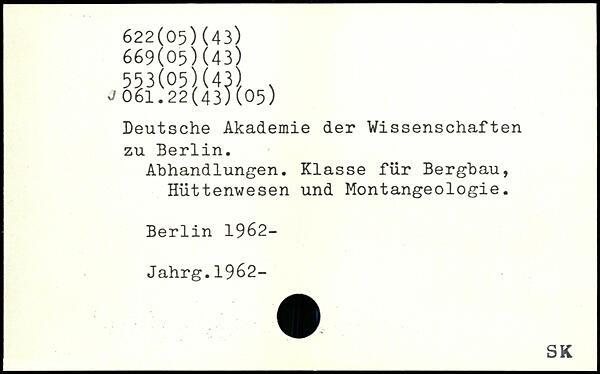 622(05)(43)
669(05)(43)
553(05)(43)
J 061.22(43)(05)
Deutsche Akademie der Wissenschaften
zu Berlin.
Abhandlungen. Klasse für Bergbau,
Hüttenwesen und Montangeologie.
Berlin 1962-
Jahrg.1962-
SK